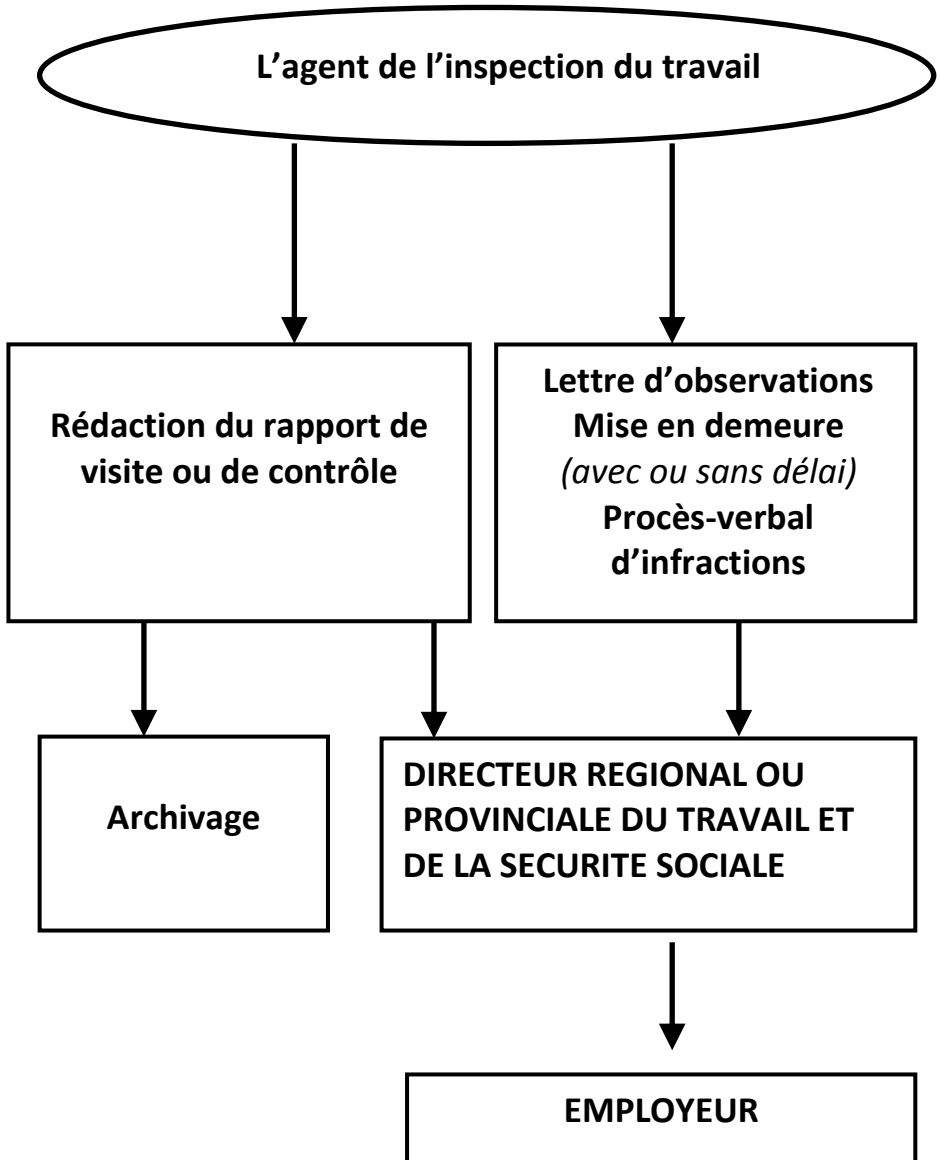 L’agent de l’inspection du travail
Rédaction du rapport de
visite ou de contrôle
Lettre d’observations
Mise en demeure
(avec ou sans délai)
Procès-verbal
d’infractions
Archivage
DIRECTEUR REGIONAL OU
PROVINCIALE DU TRAVAIL ET
DE LA SECURITE SOCIALE
EMPLOYEUR